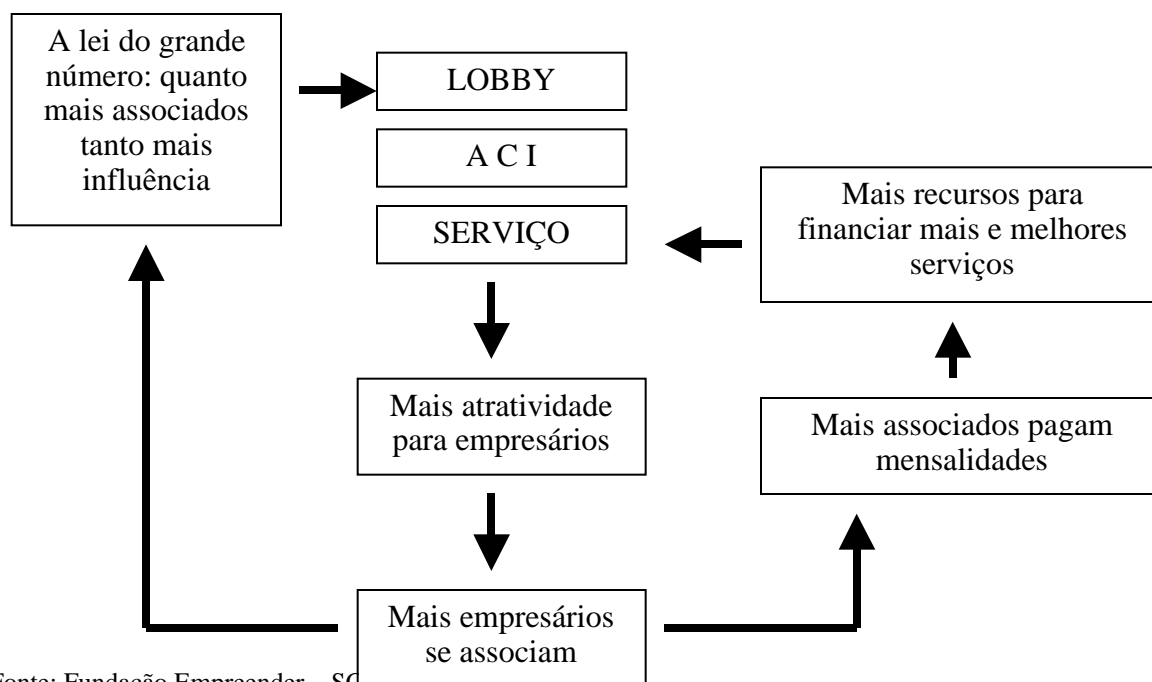 A lei do grande
número: quanto
mais associados
tanto mais
influência
LOBBY
A C I
SERVIÇO
Mais recursos para
financiar mais e melhores
serviços
Mais atratividade
para empresários
Mais associados pagam
mensalidades
Mais empresários
se associam
Fonte: Fundação Empreender – SC